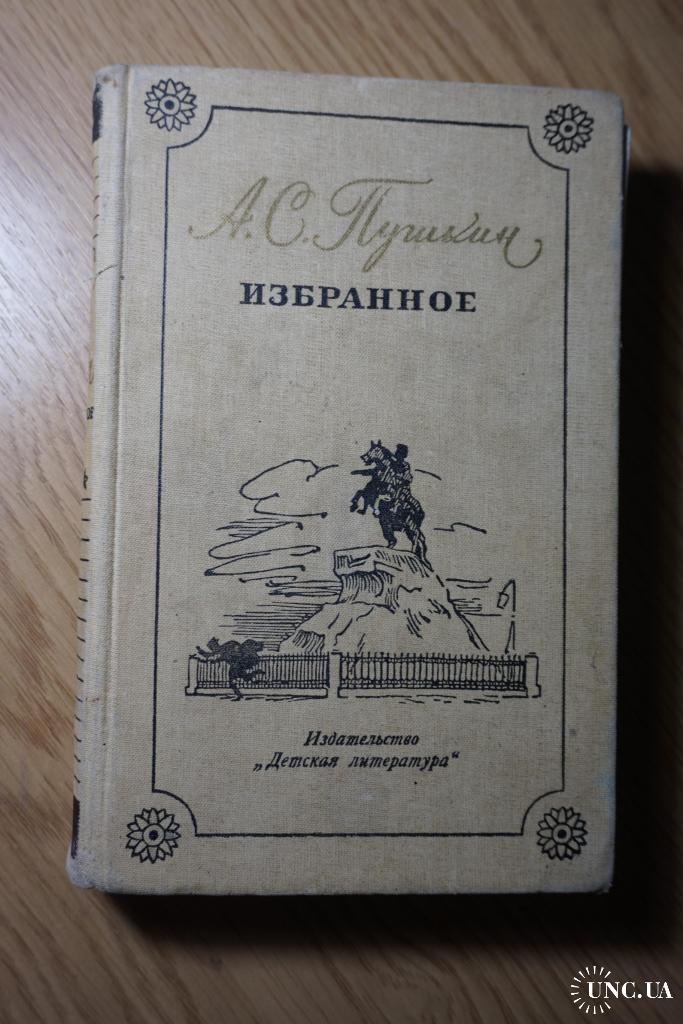 А. С. Пушкин
ИЗБРАННОЕ
Издательство
„Детская литература“
UNC.UA